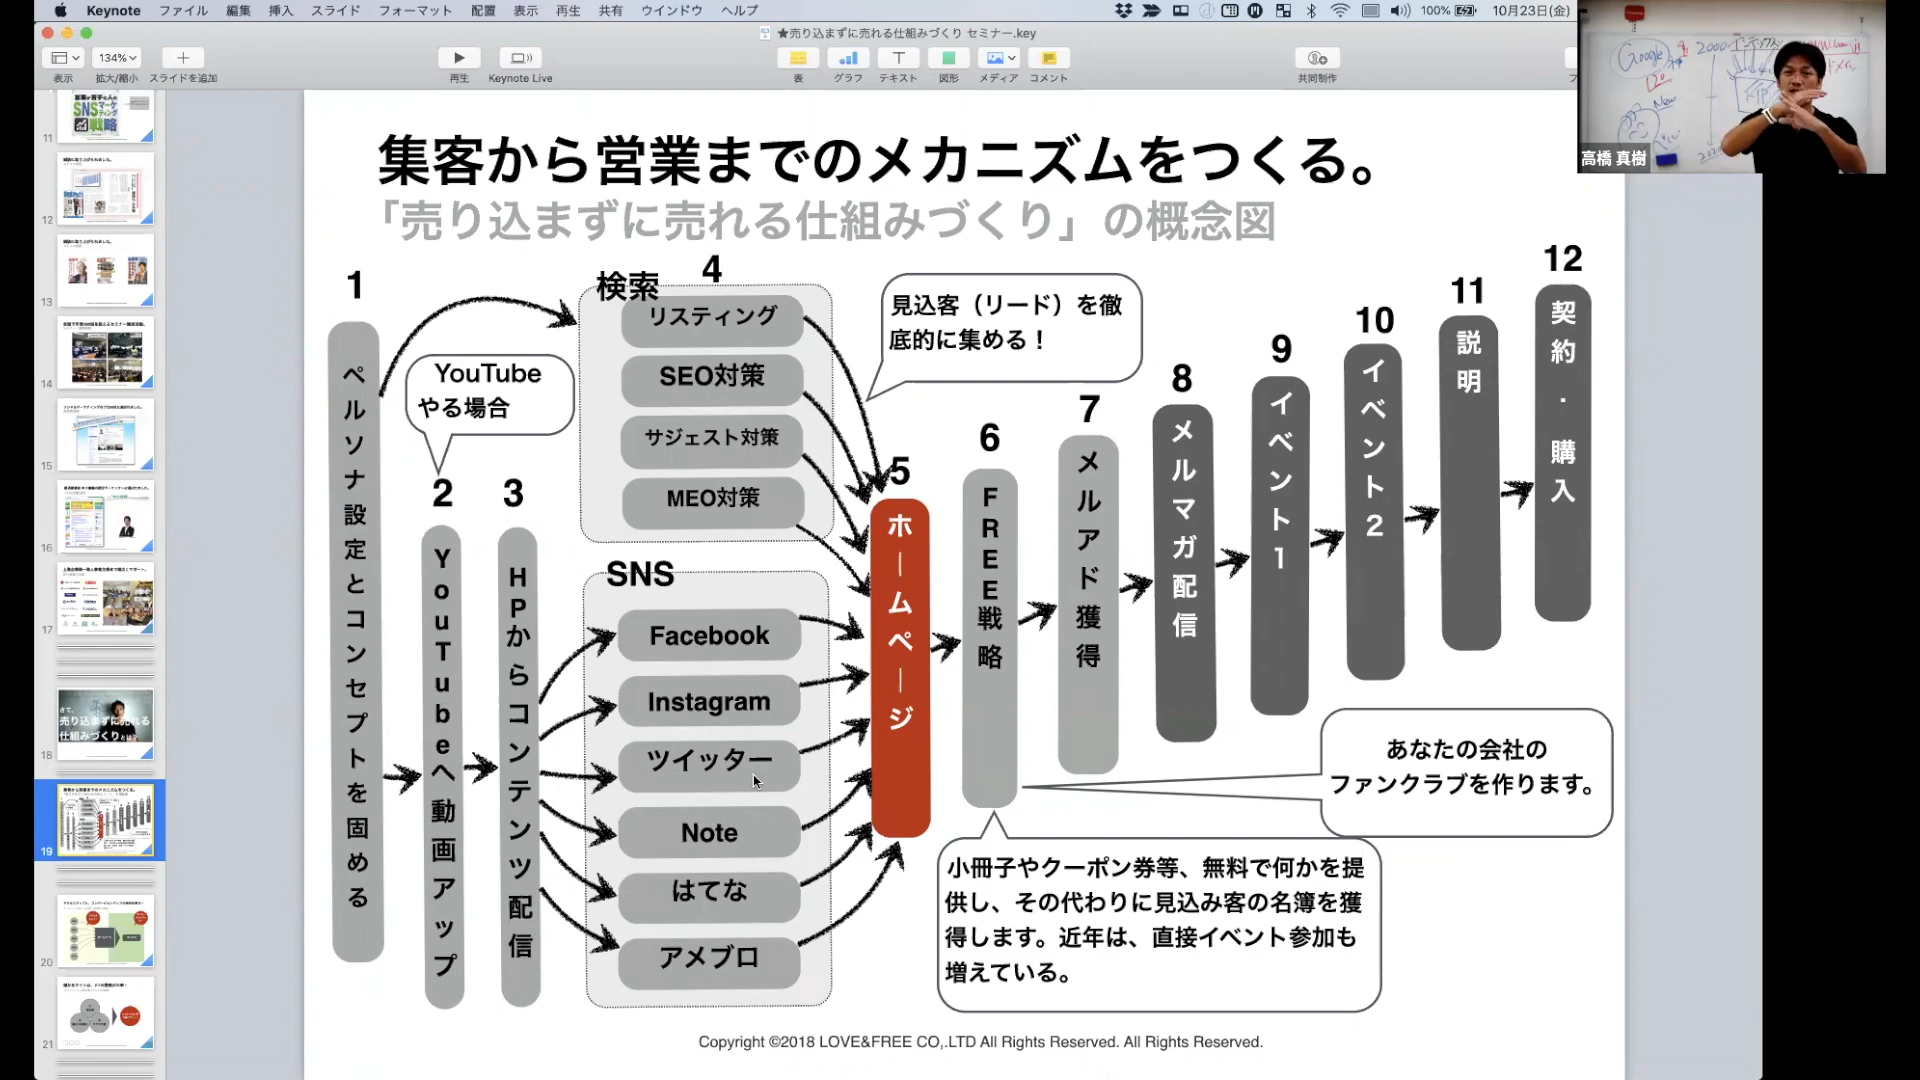 Keynote ファイル 編集 挿入 スライド フォーマット 配置 表示 再生 共有 ウインドウ ヘルプ 100% 10月23日(金)
★売り込まずに売れる仕組みづくり セミナー.key
134%
表示 拡大/縮小 スライドを追加 再生 Keynote Live 表 グラフ テキスト 図形 メディア コメント 共同制作
高橋 真樹
11
12
13
14
15
16
17
18
19
20
21
集客から営業までのメカニズムをつくる。
「売り込まずに売れる仕組みづくり」の概念図
1
ペルソナ設定とコンセプトを固める
YouTube
やる場合
2
YouTubeへ動画アップ
3
HPからコンテンツ配信
4
検索
リスティング
SEO対策
サジェスト対策
MEO対策
SNS
Facebook
Instagram
ツイッター
Note
はてな
アメブロ
見込客（リード）を徹
底的に集める！
5
ホームページ
6
FREE戦略
7
メルアド獲得
8
メルマガ配信
9
イベント1
10
イベント2
11
説明
12
契約・購入
あなたの会社の
ファンクラブを作ります。
小冊子やクーポン券等、無料で何かを提
供し、その代わりに見込み客の名簿を獲
得します。近年は、直接イベント参加も
増えている。
Copyright ©2018 LOVE&FREE CO,.LTD All Rights Reserved. All Rights Reserved.